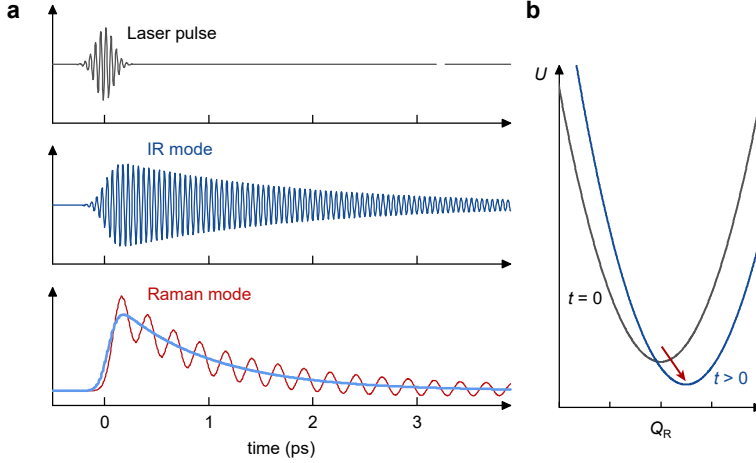 a
Laser pulse
IR mode
Raman mode
0
1
2
3
time (ps)
b
U
t = 0
t > 0
Q_R